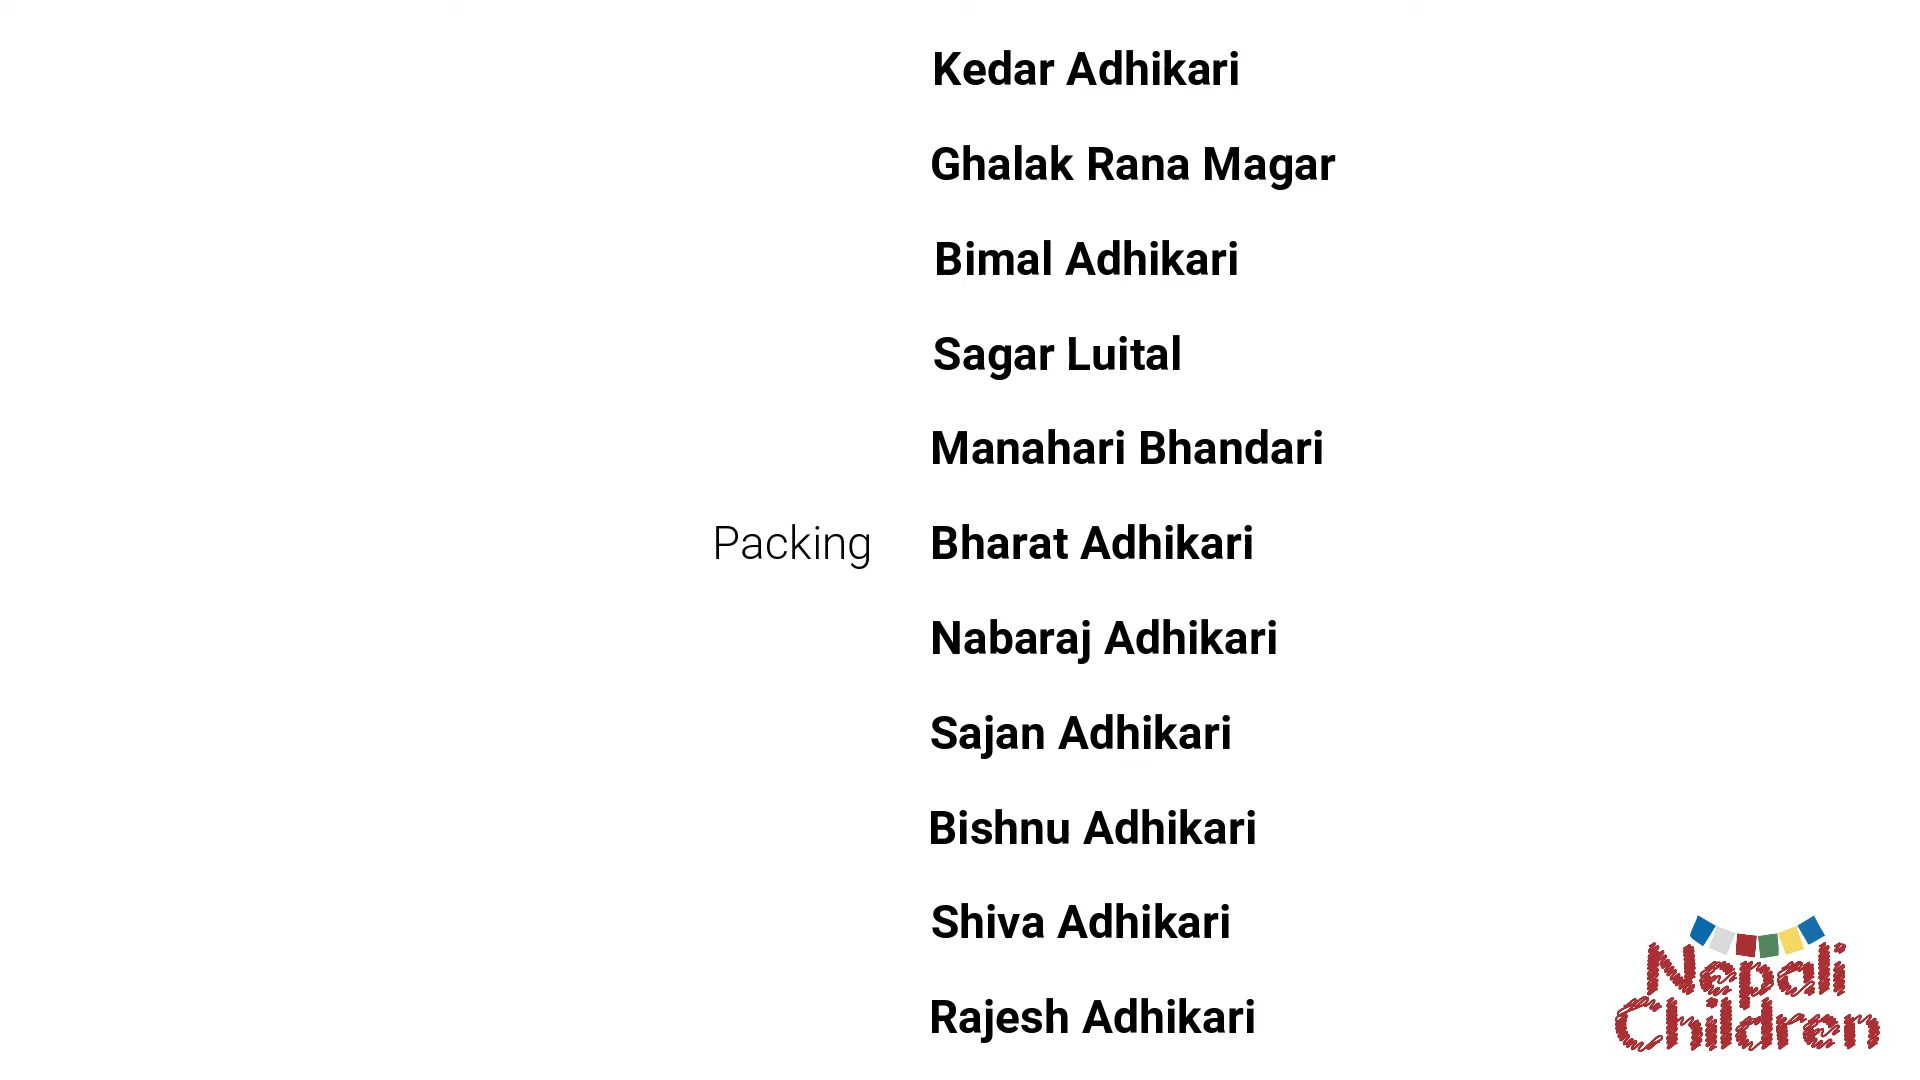 Kedar Adhikari
Ghalak Rana Magar
Bimal Adhikari
Sagar Luital
Manahari Bhandari
Packing Bharat Adhikari
Nabaraj Adhikari
Sajan Adhikari
Bishnu Adhikari
Shiva Adhikari
Rajesh Adhikari
Nepali
Children